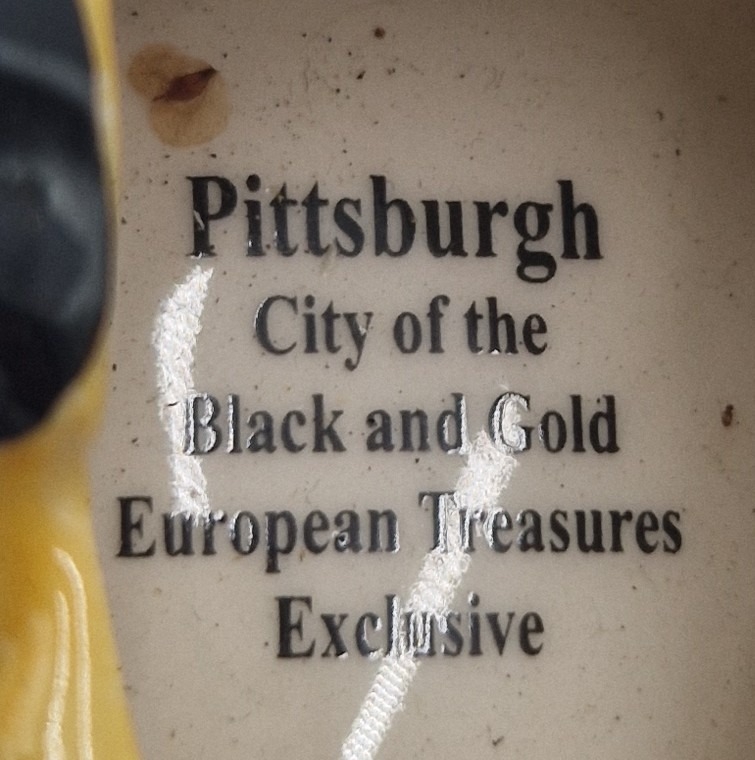 Pittsburgh
City of the
Black and Gold
European Treasures
Exclusive